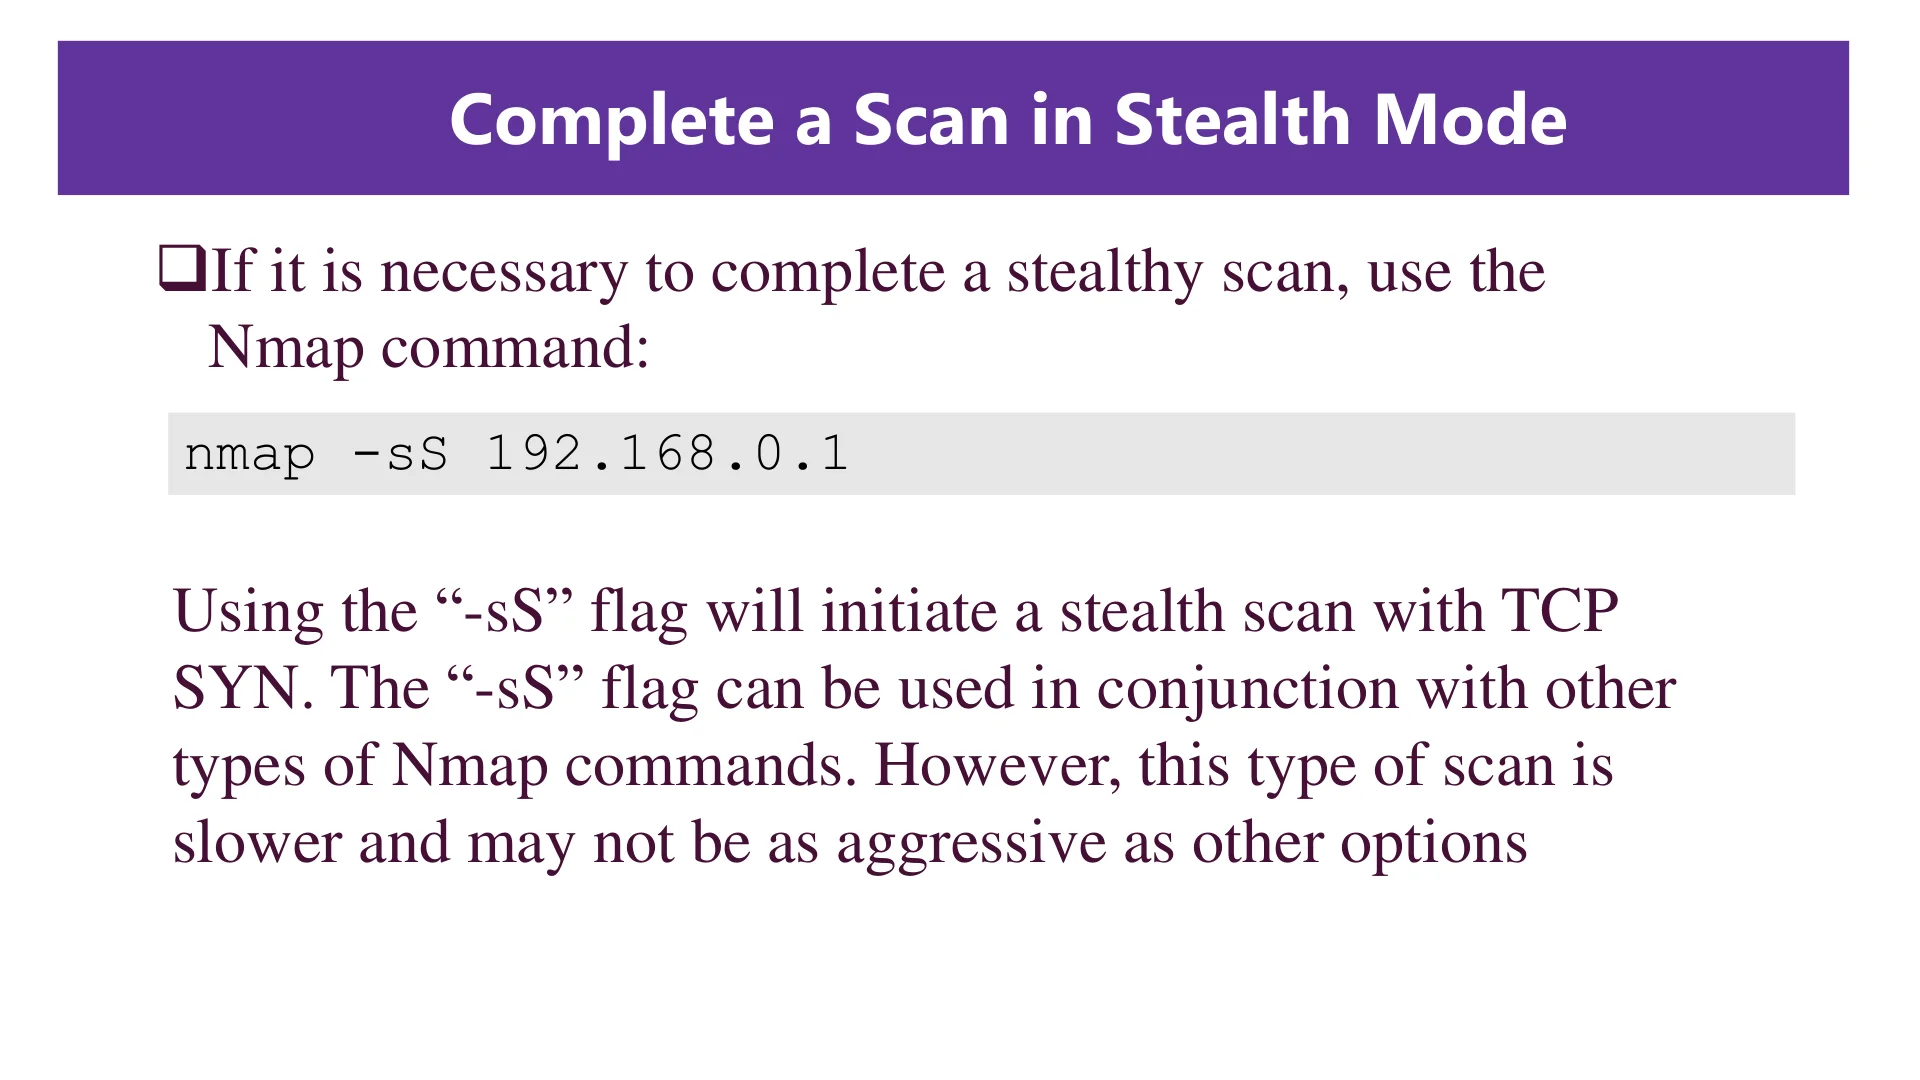 Complete a Scan in Stealth Mode
❑If it is necessary to complete a stealthy scan, use the
Nmap command:
nmap -sS 192.168.0.1
Using the “-sS” flag will initiate a stealth scan with TCP
SYN. The “-sS” flag can be used in conjunction with other
types of Nmap commands. However, this type of scan is
slower and may not be as aggressive as other options